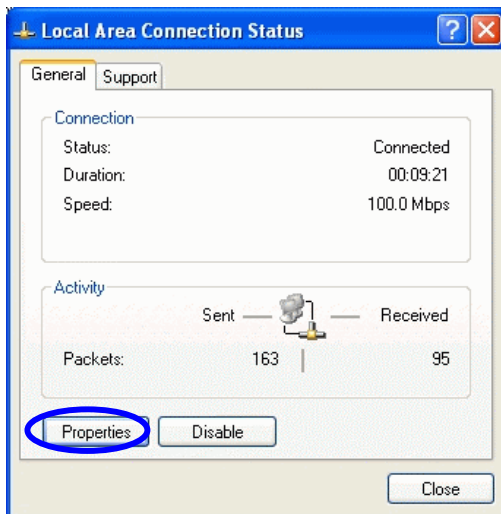 Local Area Connection Status
General Support
Connection
Status: Connected
Duration: 00:09:21
Speed: 100.0 Mbps
Activity
Sent Received
Packets: 163 95
Properties Disable
Close